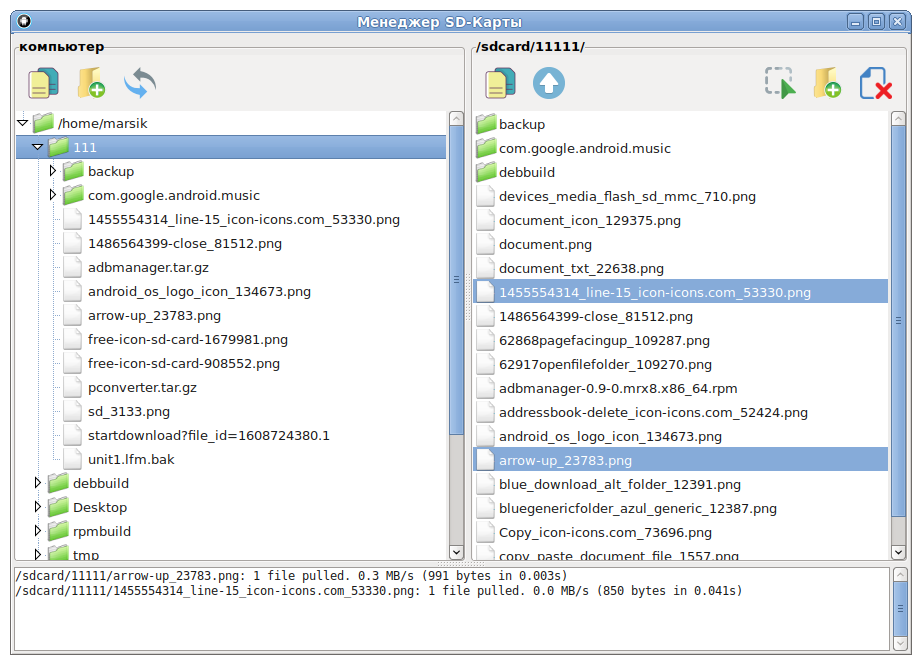 Менеджер SD-Карты
компьютер
/home/marsik
111
backup
com.google.android.music
1455554314_line-15_icon-icons.com_53330.png
1486564399-close_81512.png
adbmanager.tar.gz
android_os_logo_icon_134673.png
arrow-up_23783.png
free-icon-sd-card-1679981.png
free-icon-sd-card-908552.png
pconverter.tar.gz
sd_3133.png
startdownload?file_id=1608724380.1
unit1.lfm.bak
debbuild
Desktop
rpmbuild
tmp
/sdcard/11111/
backup
com.google.android.music
debbuild
devices_media_flash_sd_mmc_710.png
document_icon_129375.png
document.png
document_txt_22638.png
1455554314_line-15_icon-icons.com_53330.png
1486564399-close_81512.png
62868pagefacingup_109287.png
62917openfilefolder_109270.png
adbmanager-0.9-0.mrx8.x86_64.rpm
addressbook-delete_icon-icons.com_52424.png
android_os_logo_icon_134673.png
arrow-up_23783.png
blue_download_alt_folder_12391.png
bluegenericfolder_azul_generic_12387.png
Copy_icon-icons.com_73696.png
copy_paste_document_file_1557.png
/sdcard/11111/arrow-up_23783.png: 1 file pulled. 0.3 MB/s (991 bytes in 0.003s)
/sdcard/11111/1455554314_line-15_icon-icons.com_53330.png: 1 file pulled. 0.0 MB/s (850 bytes in 0.041s)